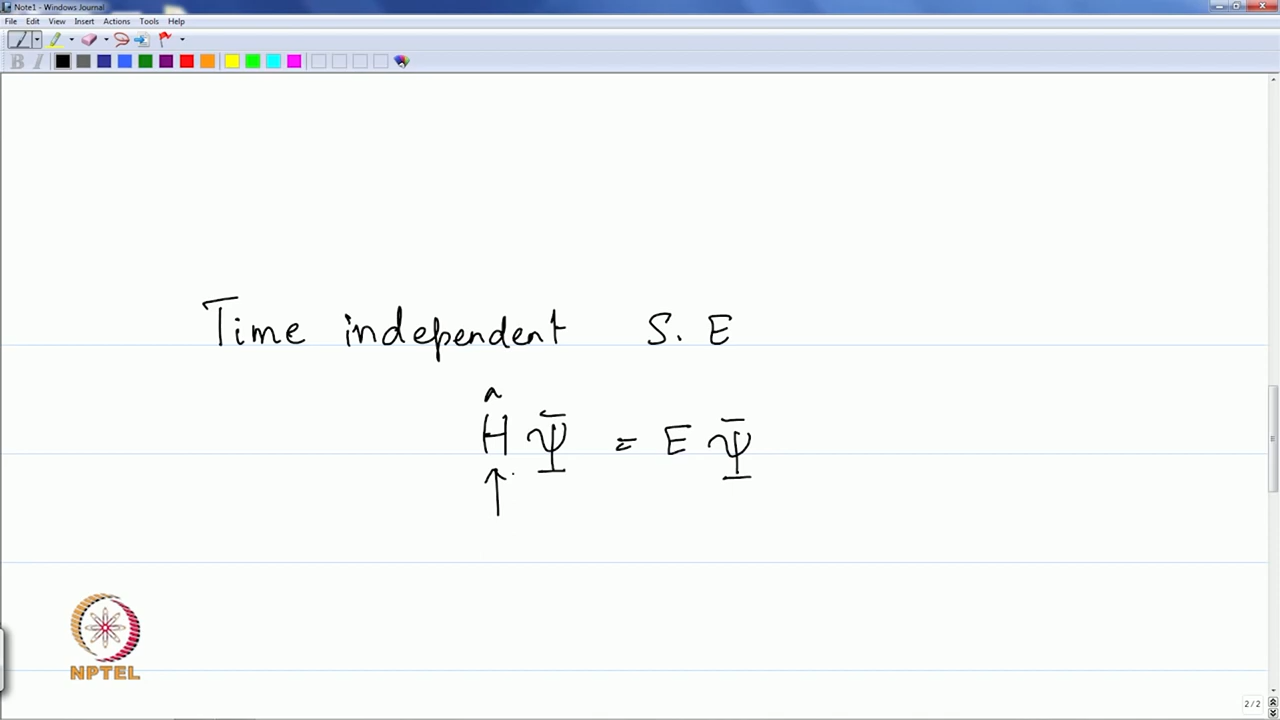 Note1 - Windows Journal
File Edit View Insert Actions Tools Help
B I
Time independent S. E
Ĥ Ψ = E Ψ
↑
NPTEL
2 / 2